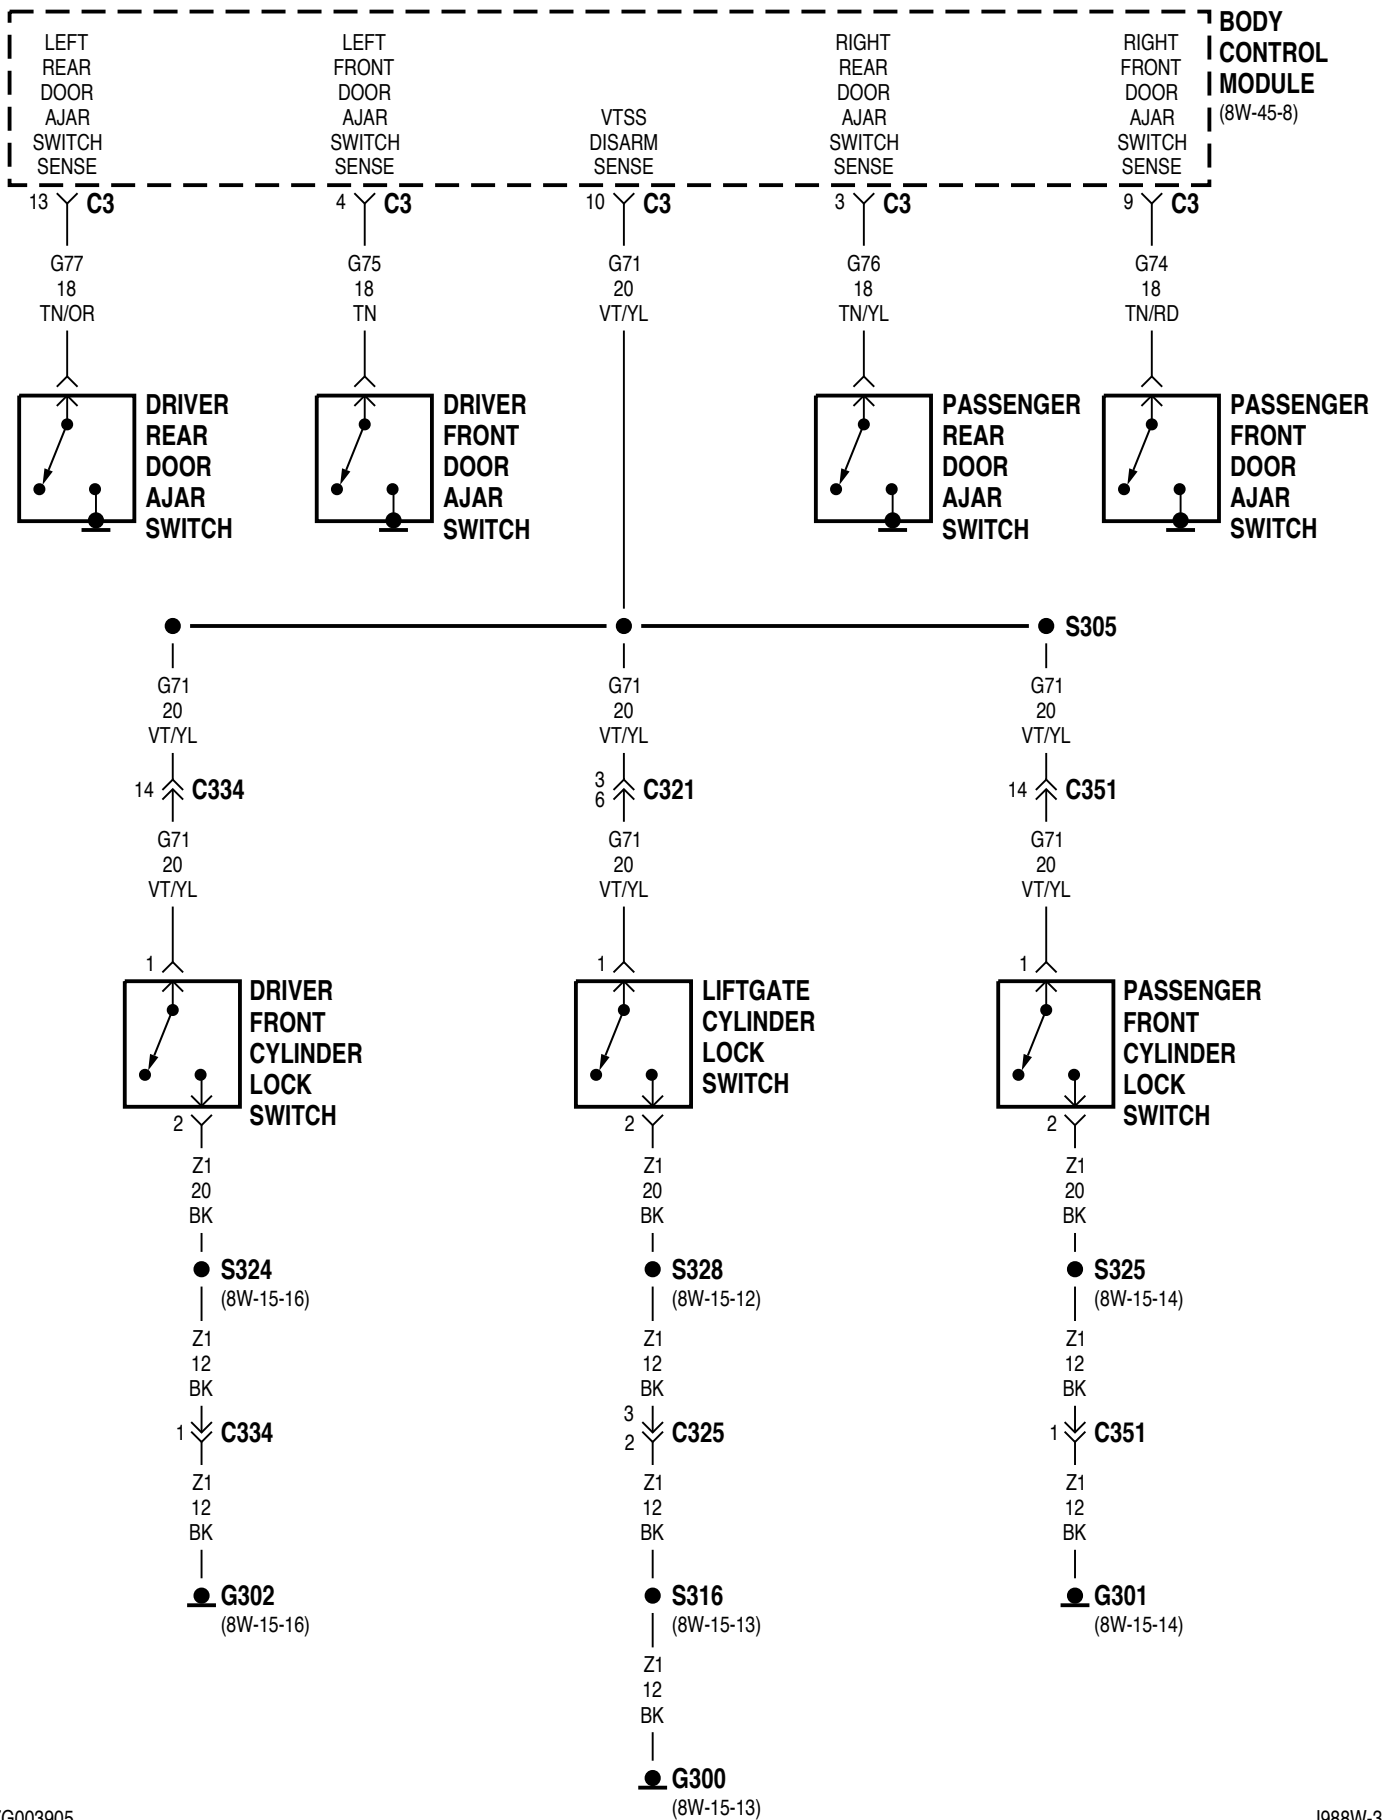 LEFT
REAR
DOOR
AJAR
SWITCH
SENSE
LEFT
FRONT
DOOR
AJAR
SWITCH
SENSE
VTSS
DISARM
SENSE
RIGHT
REAR
DOOR
AJAR
SWITCH
SENSE
RIGHT
FRONT
DOOR
AJAR
SWITCH
SENSE
BODY
CONTROL
MODULE
(8W-45-8)
13 C3
4 C3
10 C3
3 C3
9 C3
G77
18
TN/OR
G75
18
TN
G71
20
VT/YL
G76
18
TN/YL
G74
18
TN/RD
DRIVER
REAR
DOOR
AJAR
SWITCH
DRIVER
FRONT
DOOR
AJAR
SWITCH
PASSENGER
REAR
DOOR
AJAR
SWITCH
PASSENGER
FRONT
DOOR
AJAR
SWITCH
S305
G71
20
VT/YL
G71
20
VT/YL
G71
20
VT/YL
14 C334
3
6 C321
14 C351
G71
20
VT/YL
G71
20
VT/YL
G71
20
VT/YL
1
DRIVER
FRONT
CYLINDER
LOCK
SWITCH
2
1
LIFTGATE
CYLINDER
LOCK
SWITCH
2
1
PASSENGER
FRONT
CYLINDER
LOCK
SWITCH
2
Z1
20
BK
Z1
20
BK
Z1
20
BK
S324
(8W-15-16)
S328
(8W-15-12)
S325
(8W-15-14)
Z1
12
BK
Z1
12
BK
Z1
12
BK
1 C334
3
2 C325
1 C351
Z1
12
BK
Z1
12
BK
Z1
12
BK
G302
(8W-15-16)
S316
(8W-15-13)
G301
(8W-15-14)
Z1
12
BK
G300
(8W-15-13)
G003905
J988W-3